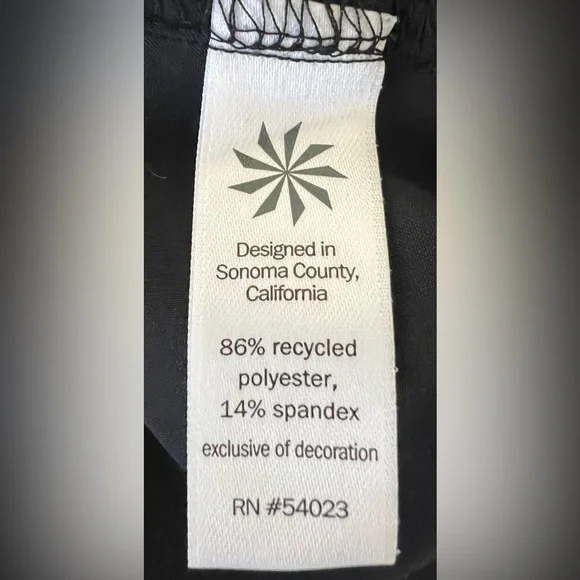 Designed in
Sonoma County,
California
86% recycled
polyester,
14% spandex
exclusive of decoration
RN #54023